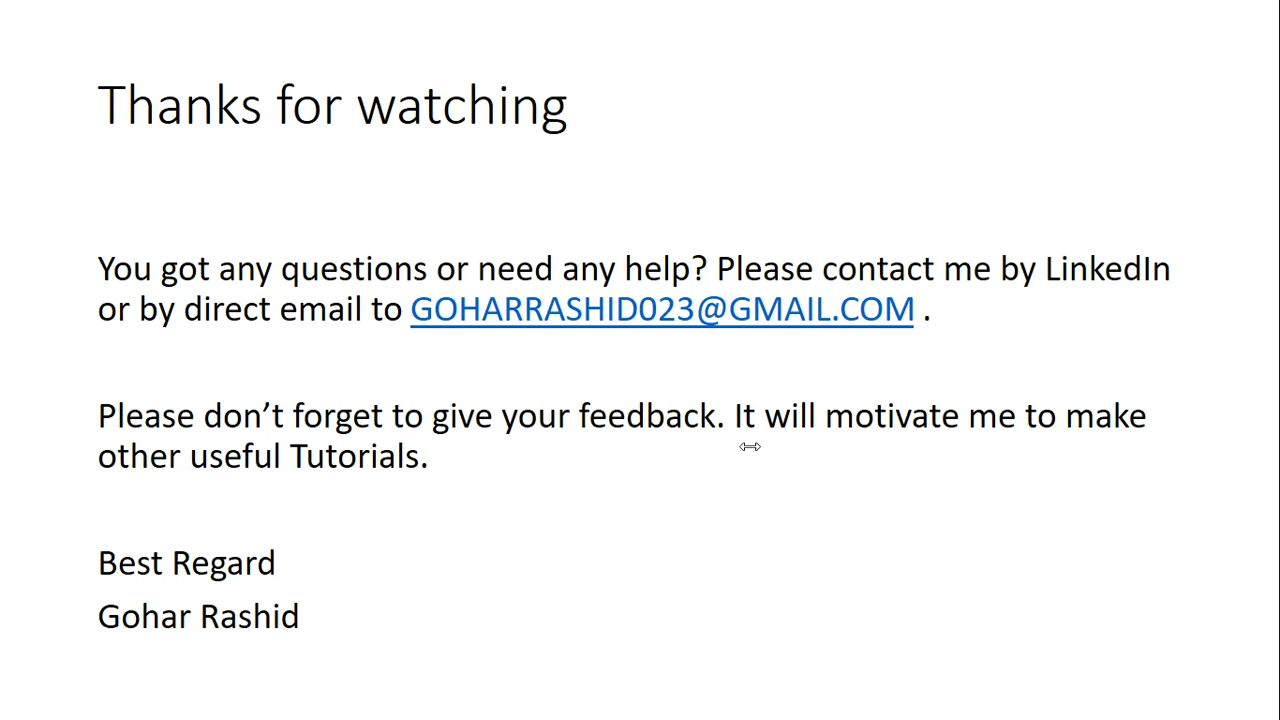 Thanks for watching
You got any questions or need any help? Please contact me by LinkedIn
or by direct email to GOHARRASHID023@GMAIL.COM .
Please don’t forget to give your feedback. It will motivate me to make
other useful Tutorials.
Best Regard
Gohar Rashid